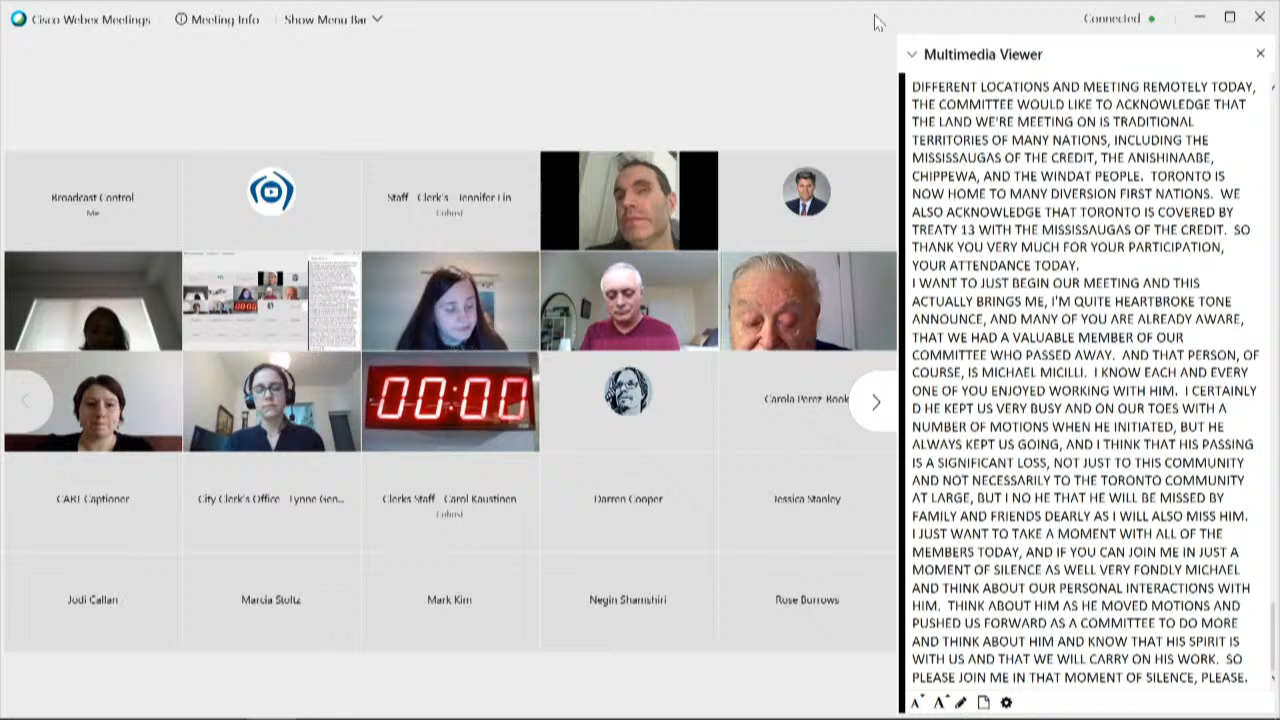 Cisco Webex Meetings
Meeting Info
Show Menu Bar
Connected
Multimedia Viewer
Broadcast Control
Me
Staff Clerk's Jennifer Lin
Cohost
00:00
Carola Perez Book
CART Captioner
City Clerk's Office Lynne Gen...
Clerks Staff Carol Kaustinen
Cohost
Darren Cooper
Jessica Stanley
Jodi Callan
Marcia Stoltz
Mark Kim
Negin Shamshiri
Rose Burrows
DIFFERENT LOCATIONS AND MEETING REMOTELY TODAY,
THE COMMITTEE WOULD LIKE TO ACKNOWLEDGE THAT
THE LAND WE'RE MEETING ON IS TRADITIONAL
TERRITORIES OF MANY NATIONS, INCLUDING THE
MISSISSAUGAS OF THE CREDIT, THE ANISHINAABE,
CHIPPEWA, AND THE WINDAT PEOPLE. TORONTO IS
NOW HOME TO MANY DIVERSION FIRST NATIONS. WE
ALSO ACKNOWLEDGE THAT TORONTO IS COVERED BY
TREATY 13 WITH THE MISSISSAUGAS OF THE CREDIT. SO
THANK YOU VERY MUCH FOR YOUR PARTICIPATION,
YOUR ATTENDANCE TODAY.
I WANT TO JUST BEGIN OUR MEETING AND THIS
ACTUALLY BRINGS ME, I'M QUITE HEARTBROKE TONE
ANNOUNCE, AND MANY OF YOU ARE ALREADY AWARE,
THAT WE HAD A VALUABLE MEMBER OF OUR
COMMITTEE WHO PASSED AWAY. AND THAT PERSON, OF
COURSE, IS MICHAEL MICILLI. I KNOW EACH AND EVERY
ONE OF YOU ENJOYED WORKING WITH HIM. I CERTAINLY
D HE KEPT US VERY BUSY AND ON OUR TOES WITH A
NUMBER OF MOTIONS WHEN HE INITIATED, BUT HE
ALWAYS KEPT US GOING, AND I THINK THAT HIS PASSING
IS A SIGNIFICANT LOSS, NOT JUST TO THIS COMMUNITY
AND NOT NECESSARILY TO THE TORONTO COMMUNITY
AT LARGE, BUT I NO HE THAT HE WILL BE MISSED BY
FAMILY AND FRIENDS DEARLY AS I WILL ALSO MISS HIM.
I JUST WANT TO TAKE A MOMENT WITH ALL OF THE
MEMBERS TODAY, AND IF YOU CAN JOIN ME IN JUST A
MOMENT OF SILENCE AS WELL VERY FONDLY MICHAEL
AND THINK ABOUT OUR PERSONAL INTERACTIONS WITH
HIM. THINK ABOUT HIM AS HE MOVED MOTIONS AND
PUSHED US FORWARD AS A COMMITTEE TO DO MORE
AND THINK ABOUT HIM AND KNOW THAT HIS SPIRIT IS
WITH US AND THAT WE WILL CARRY ON HIS WORK. SO
PLEASE JOIN ME IN THAT MOMENT OF SILENCE, PLEASE.